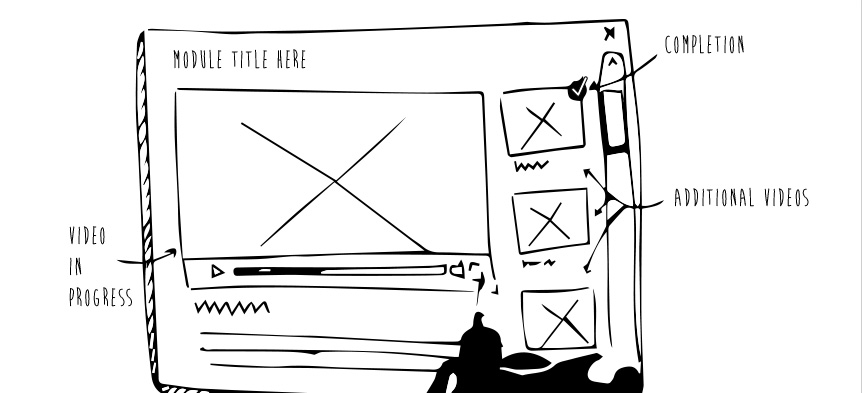 MODULE TITLE HERE
COMPLETION
ADDITIONAL VIDEOS
VIDEO
IN
PROGRESS